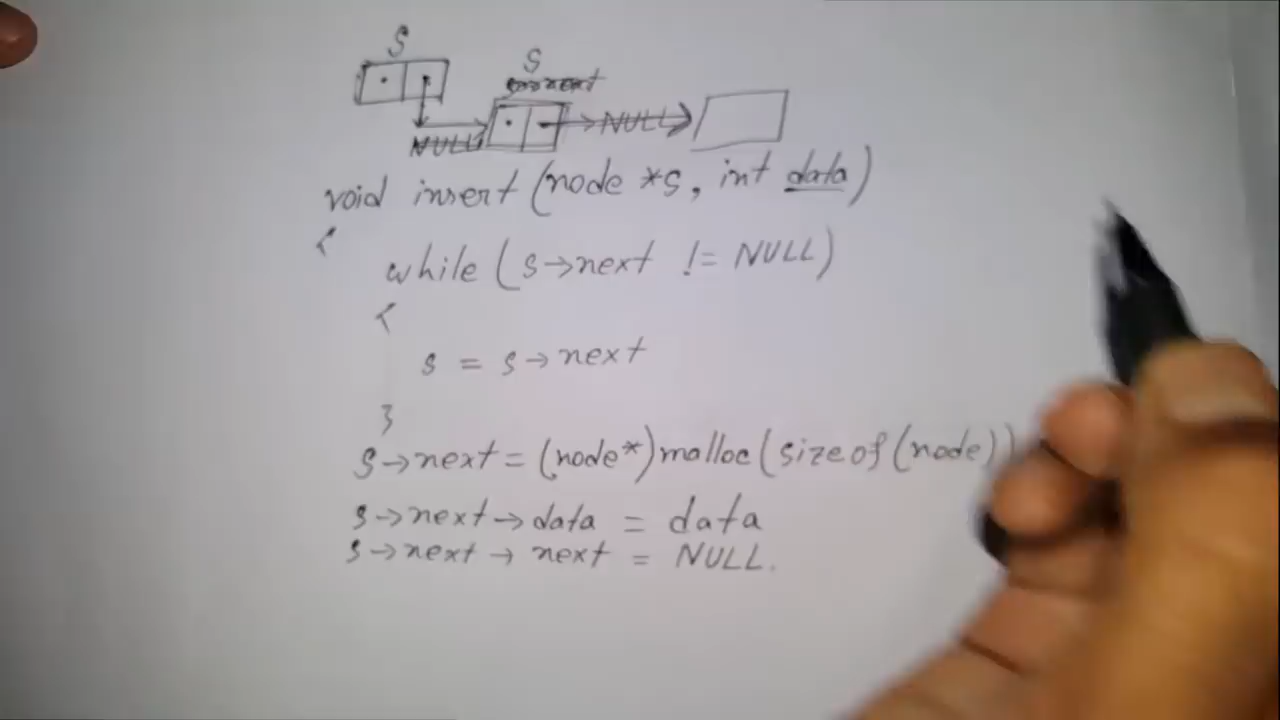 S
S
NULL
NULL
void insert (node *s, int data)
{
while (s→next != NULL)
{
s = s→next
}
s→next = (node*)malloc(sizeof(node))
s→next→data = data
s→next→next = NULL.